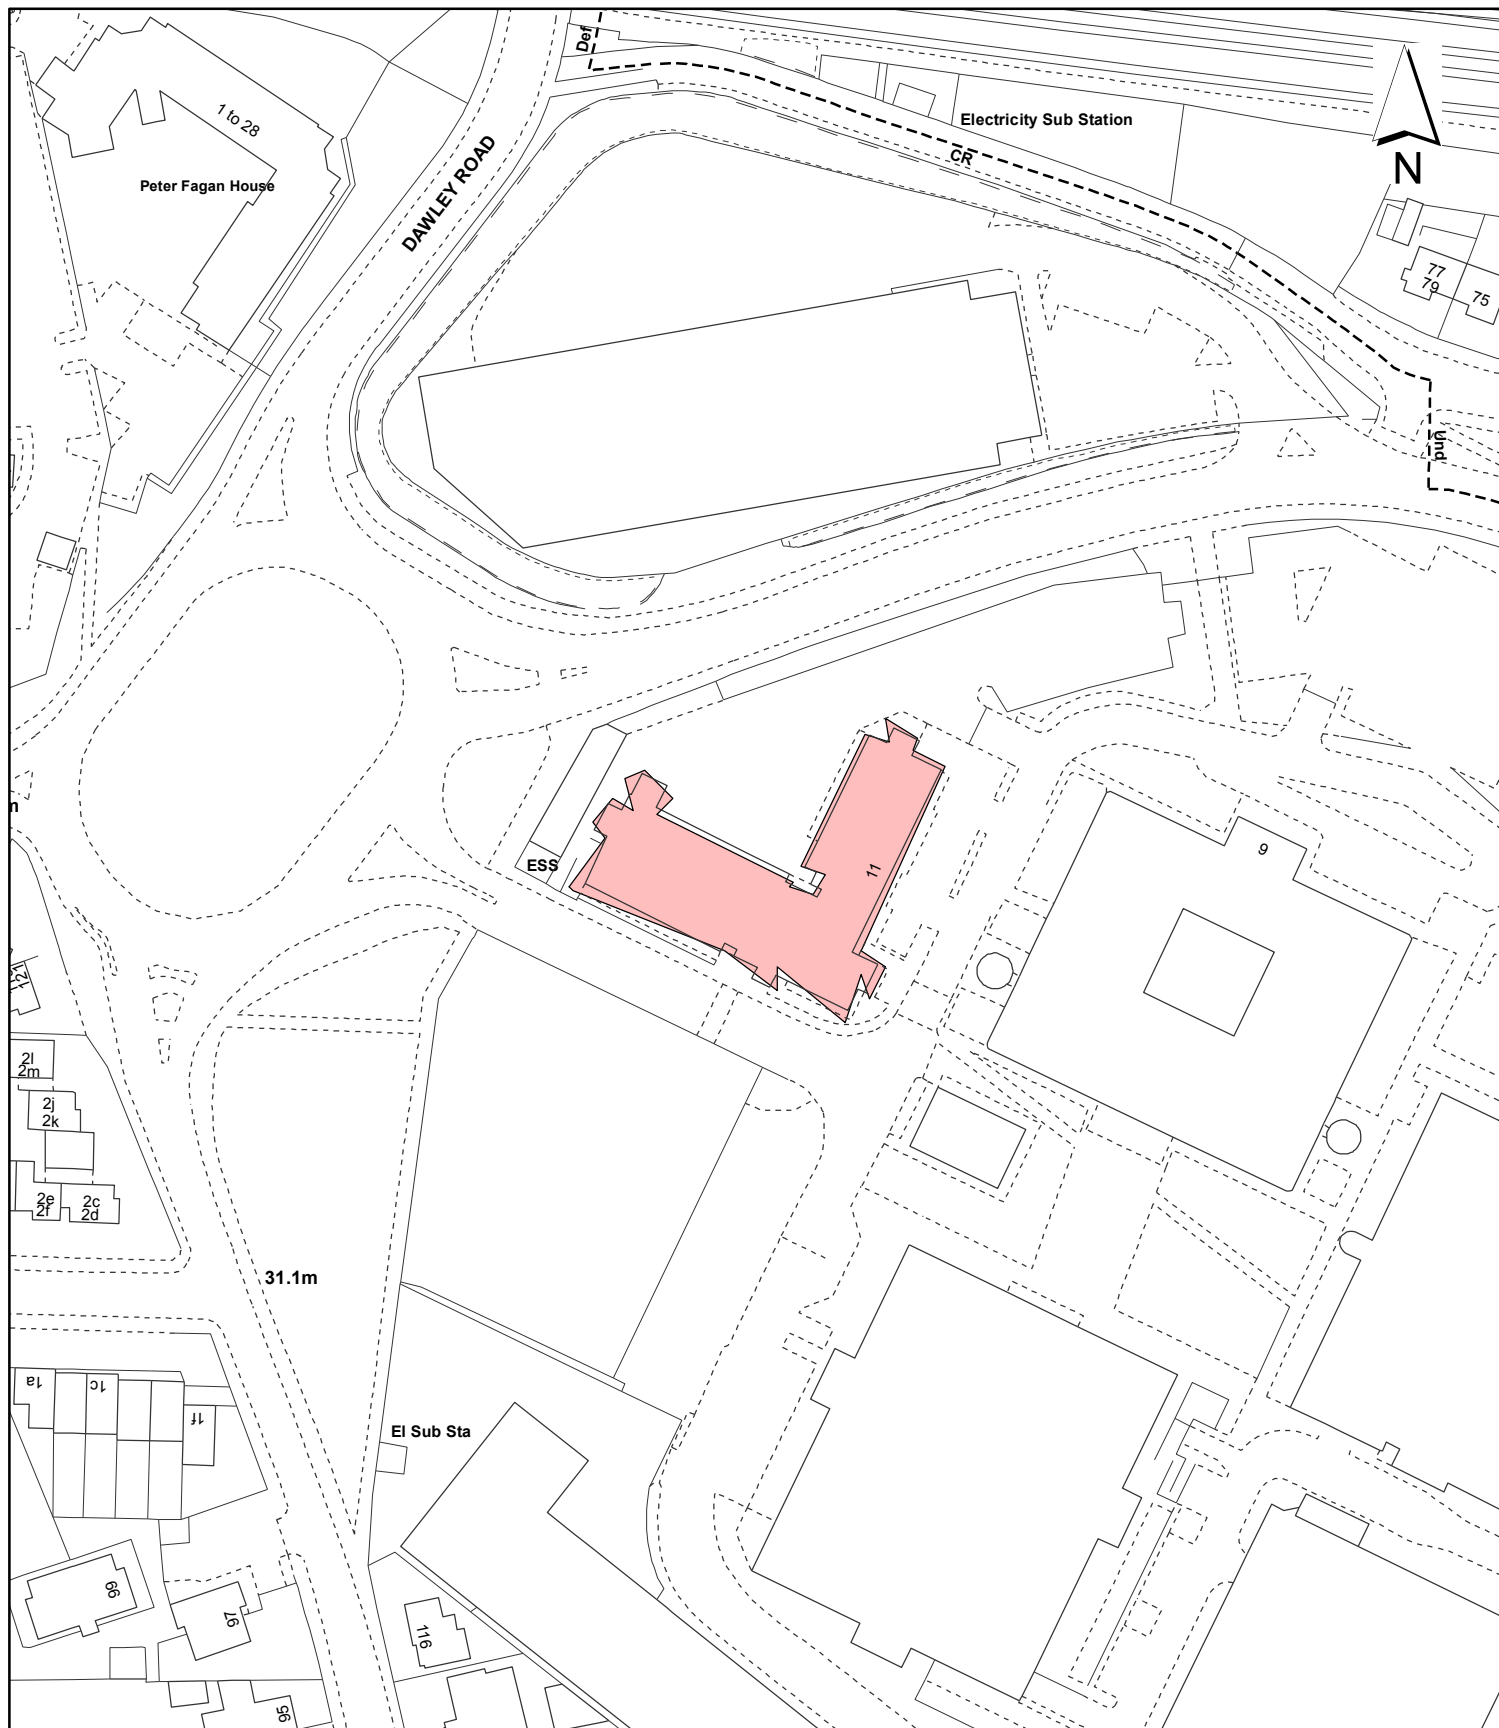 Def
1 to 28
Electricity Sub Station
CR
N
Peter Fagan House
DAWLEY ROAD
77
79
75
Und
m
9
ESS
11
121
2l
2m
2j
2k
2e
2f
2c
2d
31.1m
1a
1c
1f
El Sub Sta
99
97
116
95